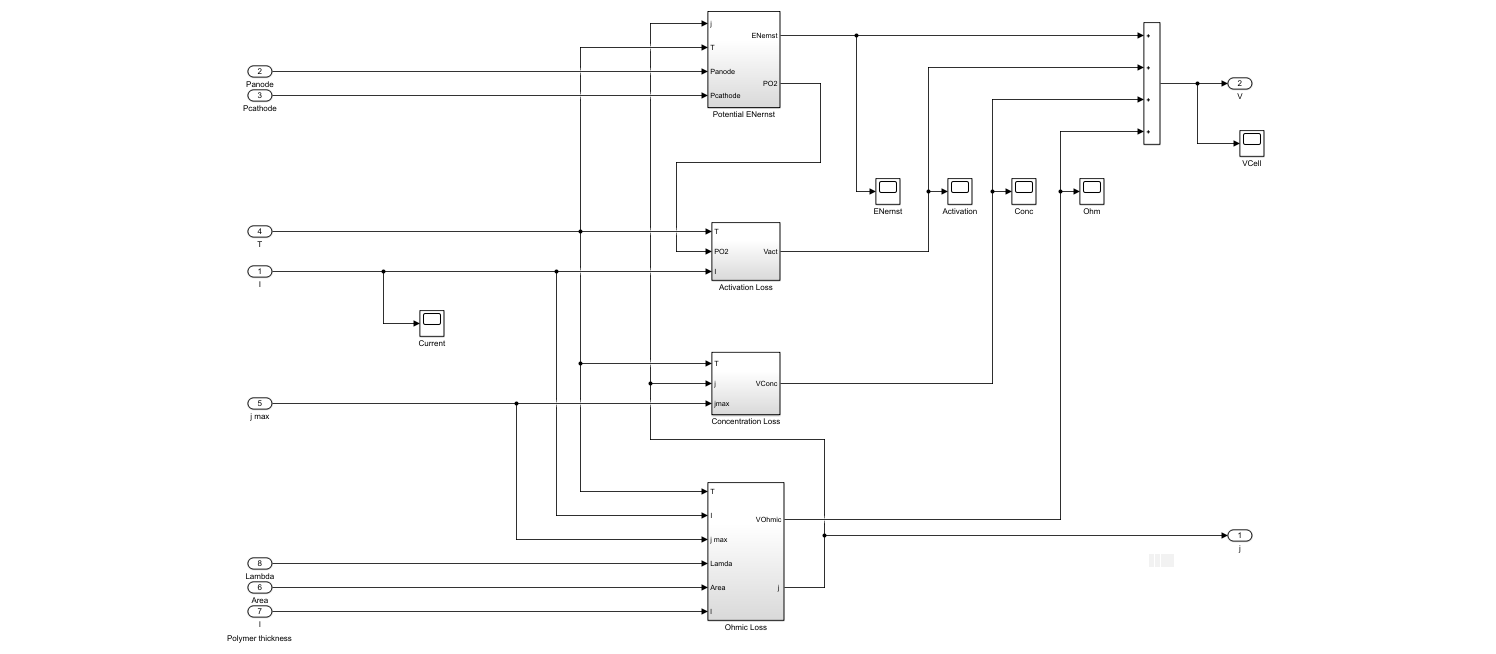 j
T
Panode
Pcathode
ENernst
PO2
Potential ENernst
2
Panode
3
Pcathode
+
+
+
+
2
V
VCell
ENernst
Activation
Conc
Ohm
4
T
1
I
T
PO2
I
Vact
Activation Loss
Current
T
j
jmax
VConc
Concentration Loss
5
j max
T
I
j max
Lamda
Area
l
VOhmic
j
Ohmic Loss
8
Lambda
6
Area
7
l
Polymer thickness
1
j